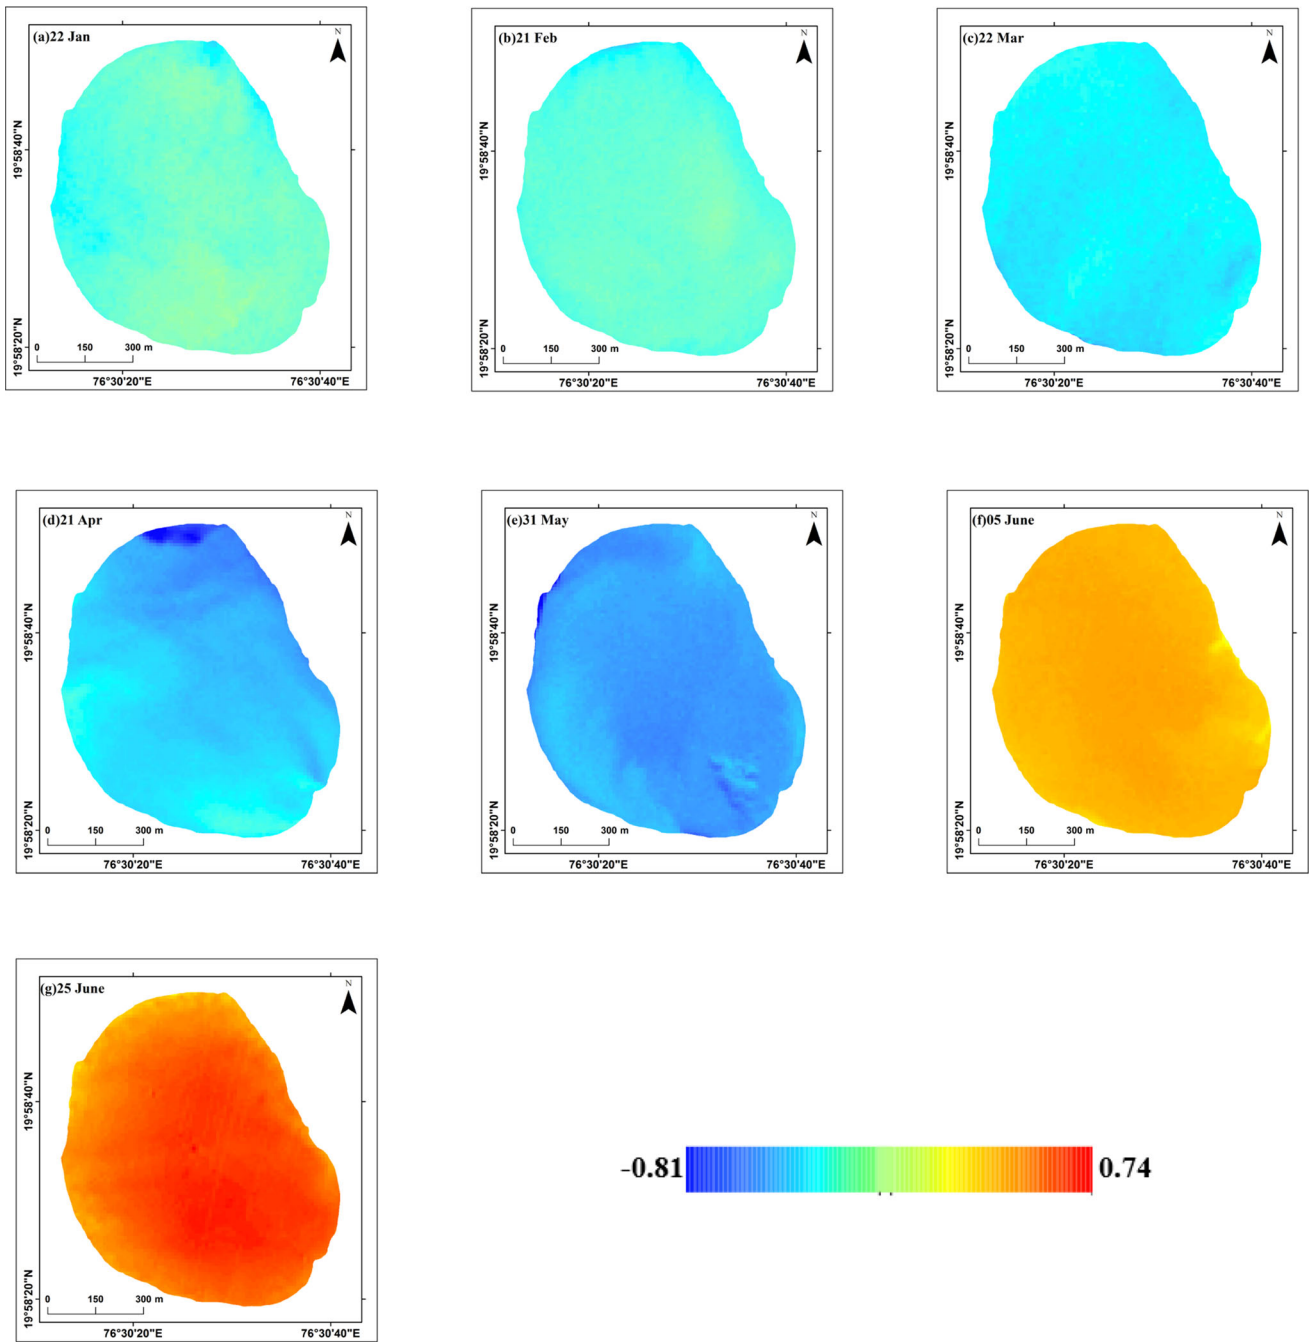 (a)22 Jan
N
19°58'40"N
19°58'20"N
0 150 300 m
76°30'20"E 76°30'40"E
(b)21 Feb
N
19°58'40"N
19°58'20"N
0 150 300 m
76°30'20"E 76°30'40"E
(c)22 Mar
N
19°58'40"N
19°58'20"N
0 150 300 m
76°30'20"E 76°30'40"E
(d)21 Apr
N
19°58'40"N
19°58'20"N
0 150 300 m
76°30'20"E 76°30'40"E
(e)31 May
N
19°58'40"N
19°58'20"N
0 150 300 m
76°30'20"E 76°30'40"E
(f)05 June
N
19°58'40"N
19°58'20"N
0 150 300 m
76°30'20"E 76°30'40"E
(g)25 June
N
19°58'40"N
19°58'20"N
0 150 300 m
76°30'20"E 76°30'40"E
-0.81 0.74